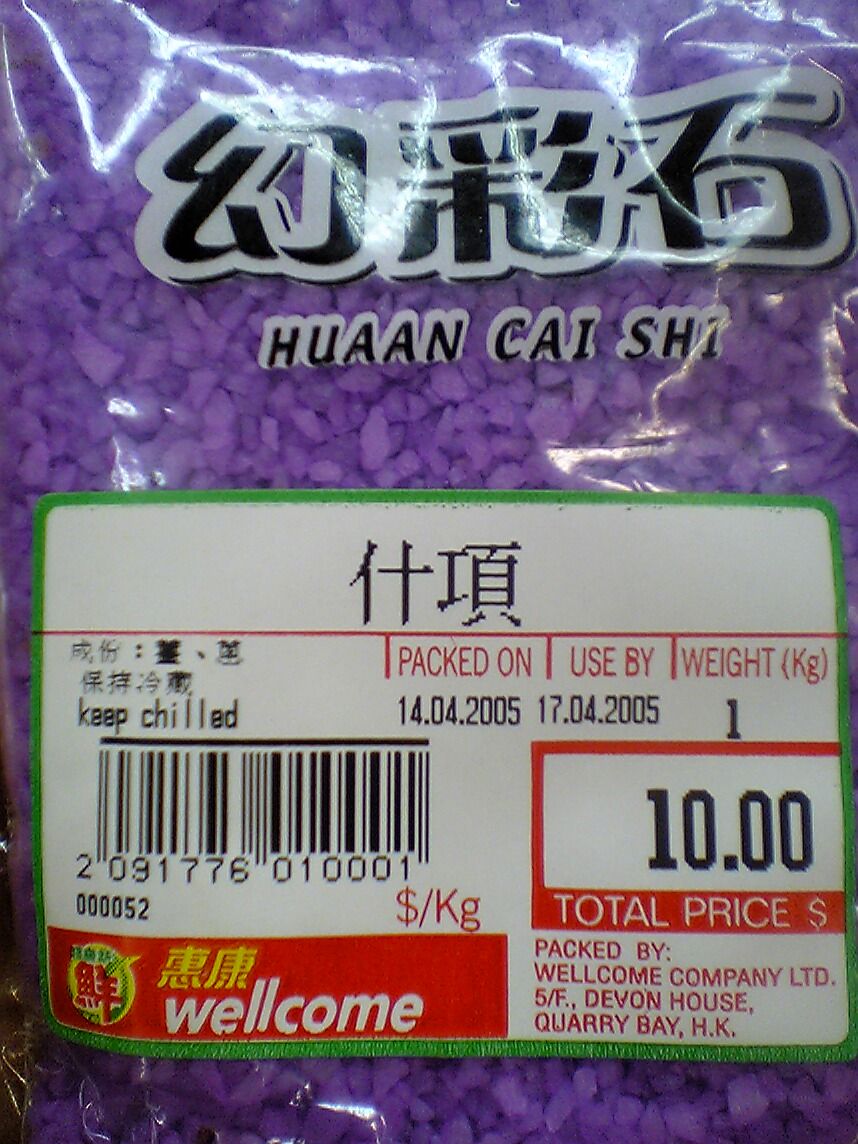 幻彩石
HUAAN CAI SHI
什項
成份：薑、葱
保持冷藏
keep chilled
PACKED ON
USE BY
WEIGHT (Kg)
14.04.2005
17.04.2005
1
2 091776 010001
000052
$/Kg
10.00
TOTAL PRICE $
鮮
惠康
wellcome
PACKED BY:
WELLCOME COMPANY LTD.
5/F., DEVON HOUSE,
QUARRY BAY, H.K.